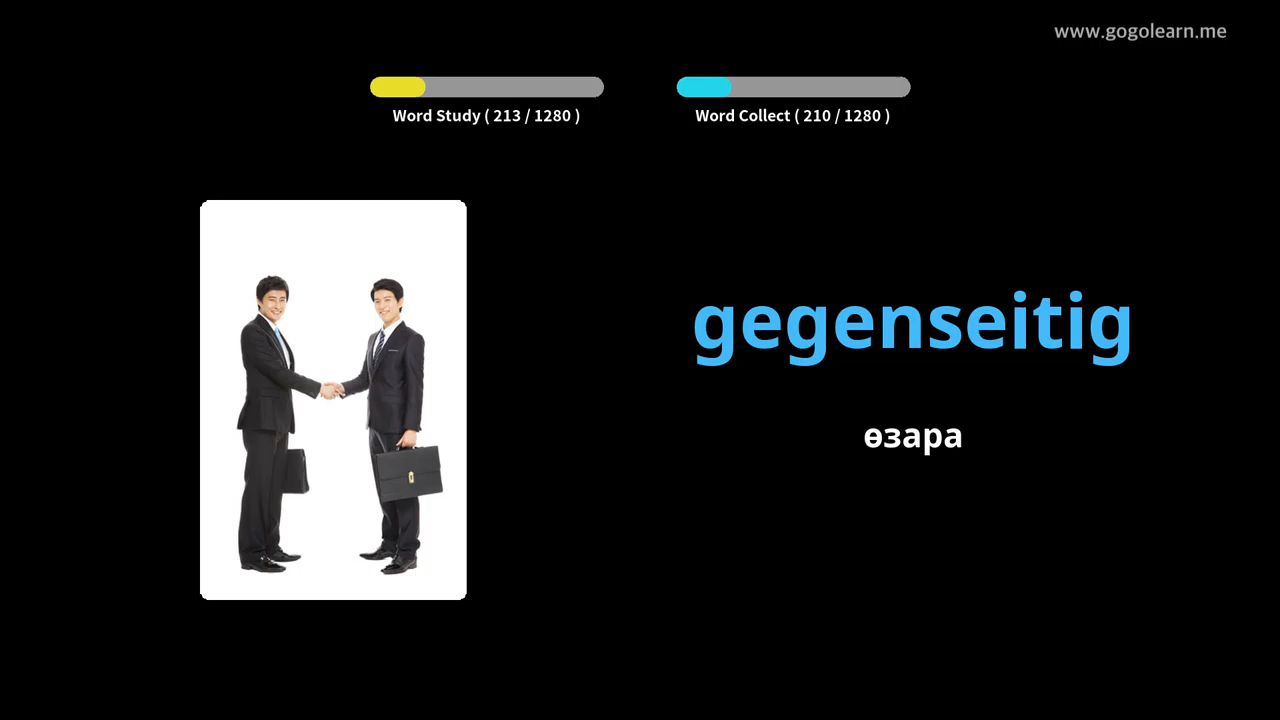 www.gogolearn.me
Word Study ( 213 / 1280 )
Word Collect ( 210 / 1280 )
gegenseitig
өзара